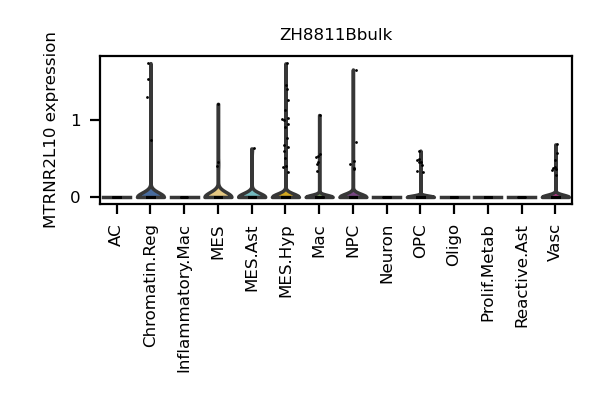 ZH8811Bbulk
MTRNR2L10 expression
1
0
AC
Chromatin.Reg
Inflammatory.Mac
MES
MES.Ast
MES.Hyp
Mac
NPC
Neuron
OPC
Oligo
Prolif.Metab
Reactive.Ast
Vasc